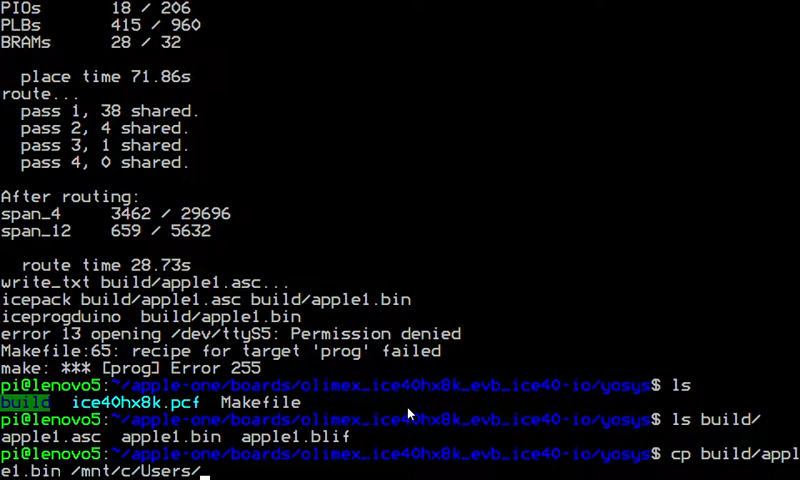 PIOs       18 / 206
PLBs       415 / 960
BRAMs      28 / 32
place time 71.86s
route...
pass 1, 38 shared.
pass 2, 4 shared.
pass 3, 1 shared.
pass 4, 0 shared.
After routing:
span_4     3462 / 29696
span_12    659 / 5632
route time 28.73s
write_txt build/apple1.asc...
icepack build/apple1.asc build/apple1.bin
iceprogduino  build/apple1.bin
error 13 opening /dev/ttyS5: Permission denied
Makefile:65: recipe for target 'prog' failed
make: *** [prog] Error 255
pi@lenovo5:~/apple-one/boards/olimex_ice40hx8k_evb_ice40-io/yosys$ ls
build  ice40hx8k.pcf  Makefile
pi@lenovo5:~/apple-one/boards/olimex_ice40hx8k_evb_ice40-io/yosys$ ls build/
apple1.asc  apple1.bin  apple1.blif
pi@lenovo5:~/apple-one/boards/olimex_ice40hx8k_evb_ice40-io/yosys$ cp build/appl
e1.bin /mnt/c/Users/